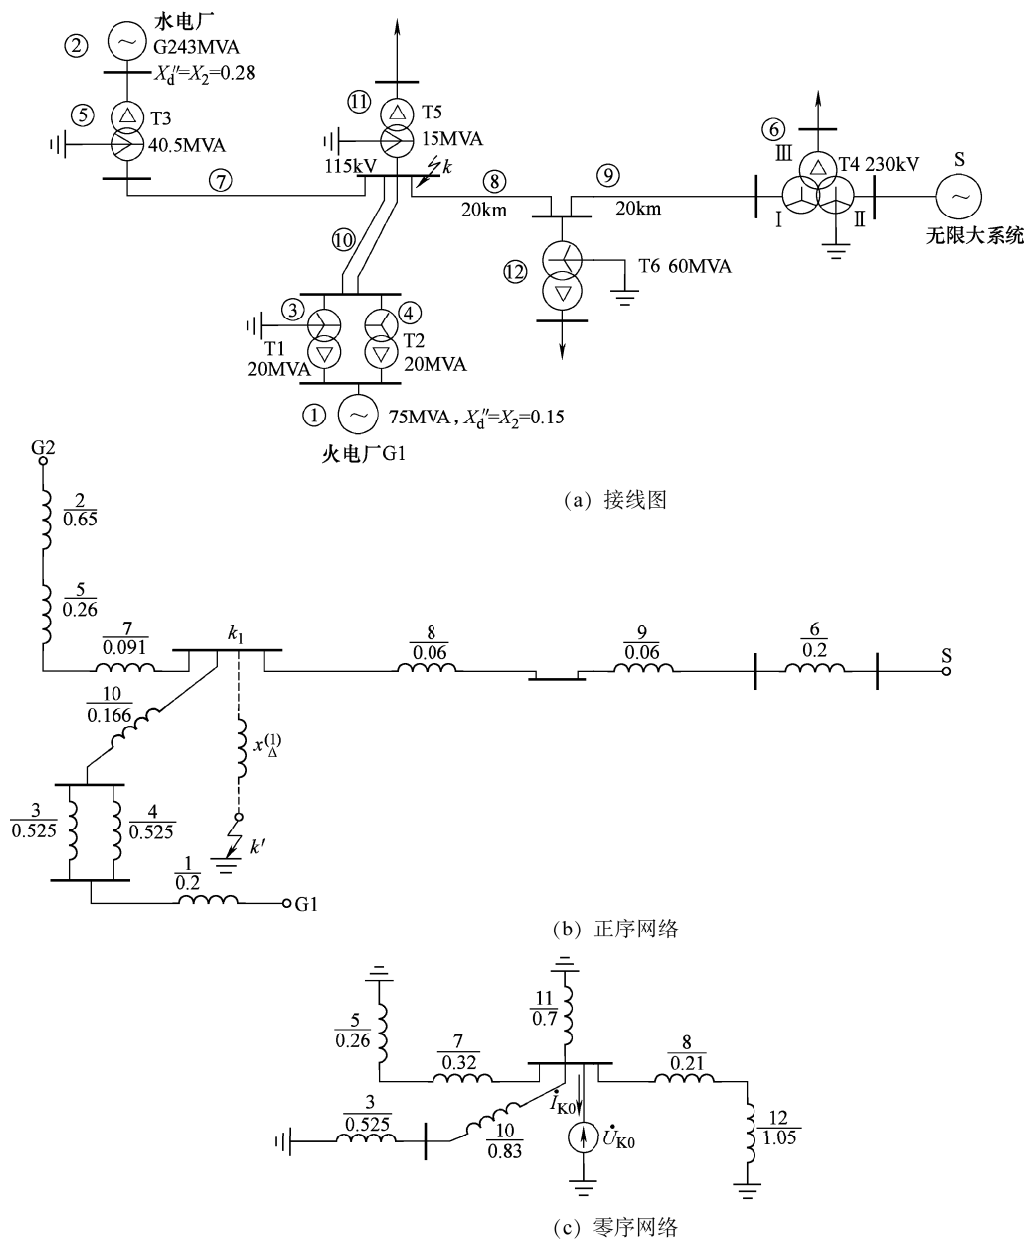 水电厂
②
G243MVA
X″d=X2=0.28
⑤
T3
40.5MVA
⑦
⑪
T5
15MVA
115kV
k
⑧
20km
⑨
20km
⑥
Ⅲ
T4 230kV
Ⅰ
Ⅱ
S
无限大系统
⑩
⑫
T6 60MVA
③
④
T1
20MVA
T2
20MVA
①
75MVA，X″d=X2=0.15
火电厂G1
(a) 接线图
G2
2
0.65
5
0.26
7
0.091
k1
8
0.06
9
0.06
6
0.2
S
10
0.166
x(1)Δ
3
0.525
4
0.525
k′
1
0.2
G1
(b) 正序网络
5
0.26
11
0.7
7
0.32
8
0.21
3
0.525
10
0.83
İK0
U̇K0
12
1.05
(c) 零序网络